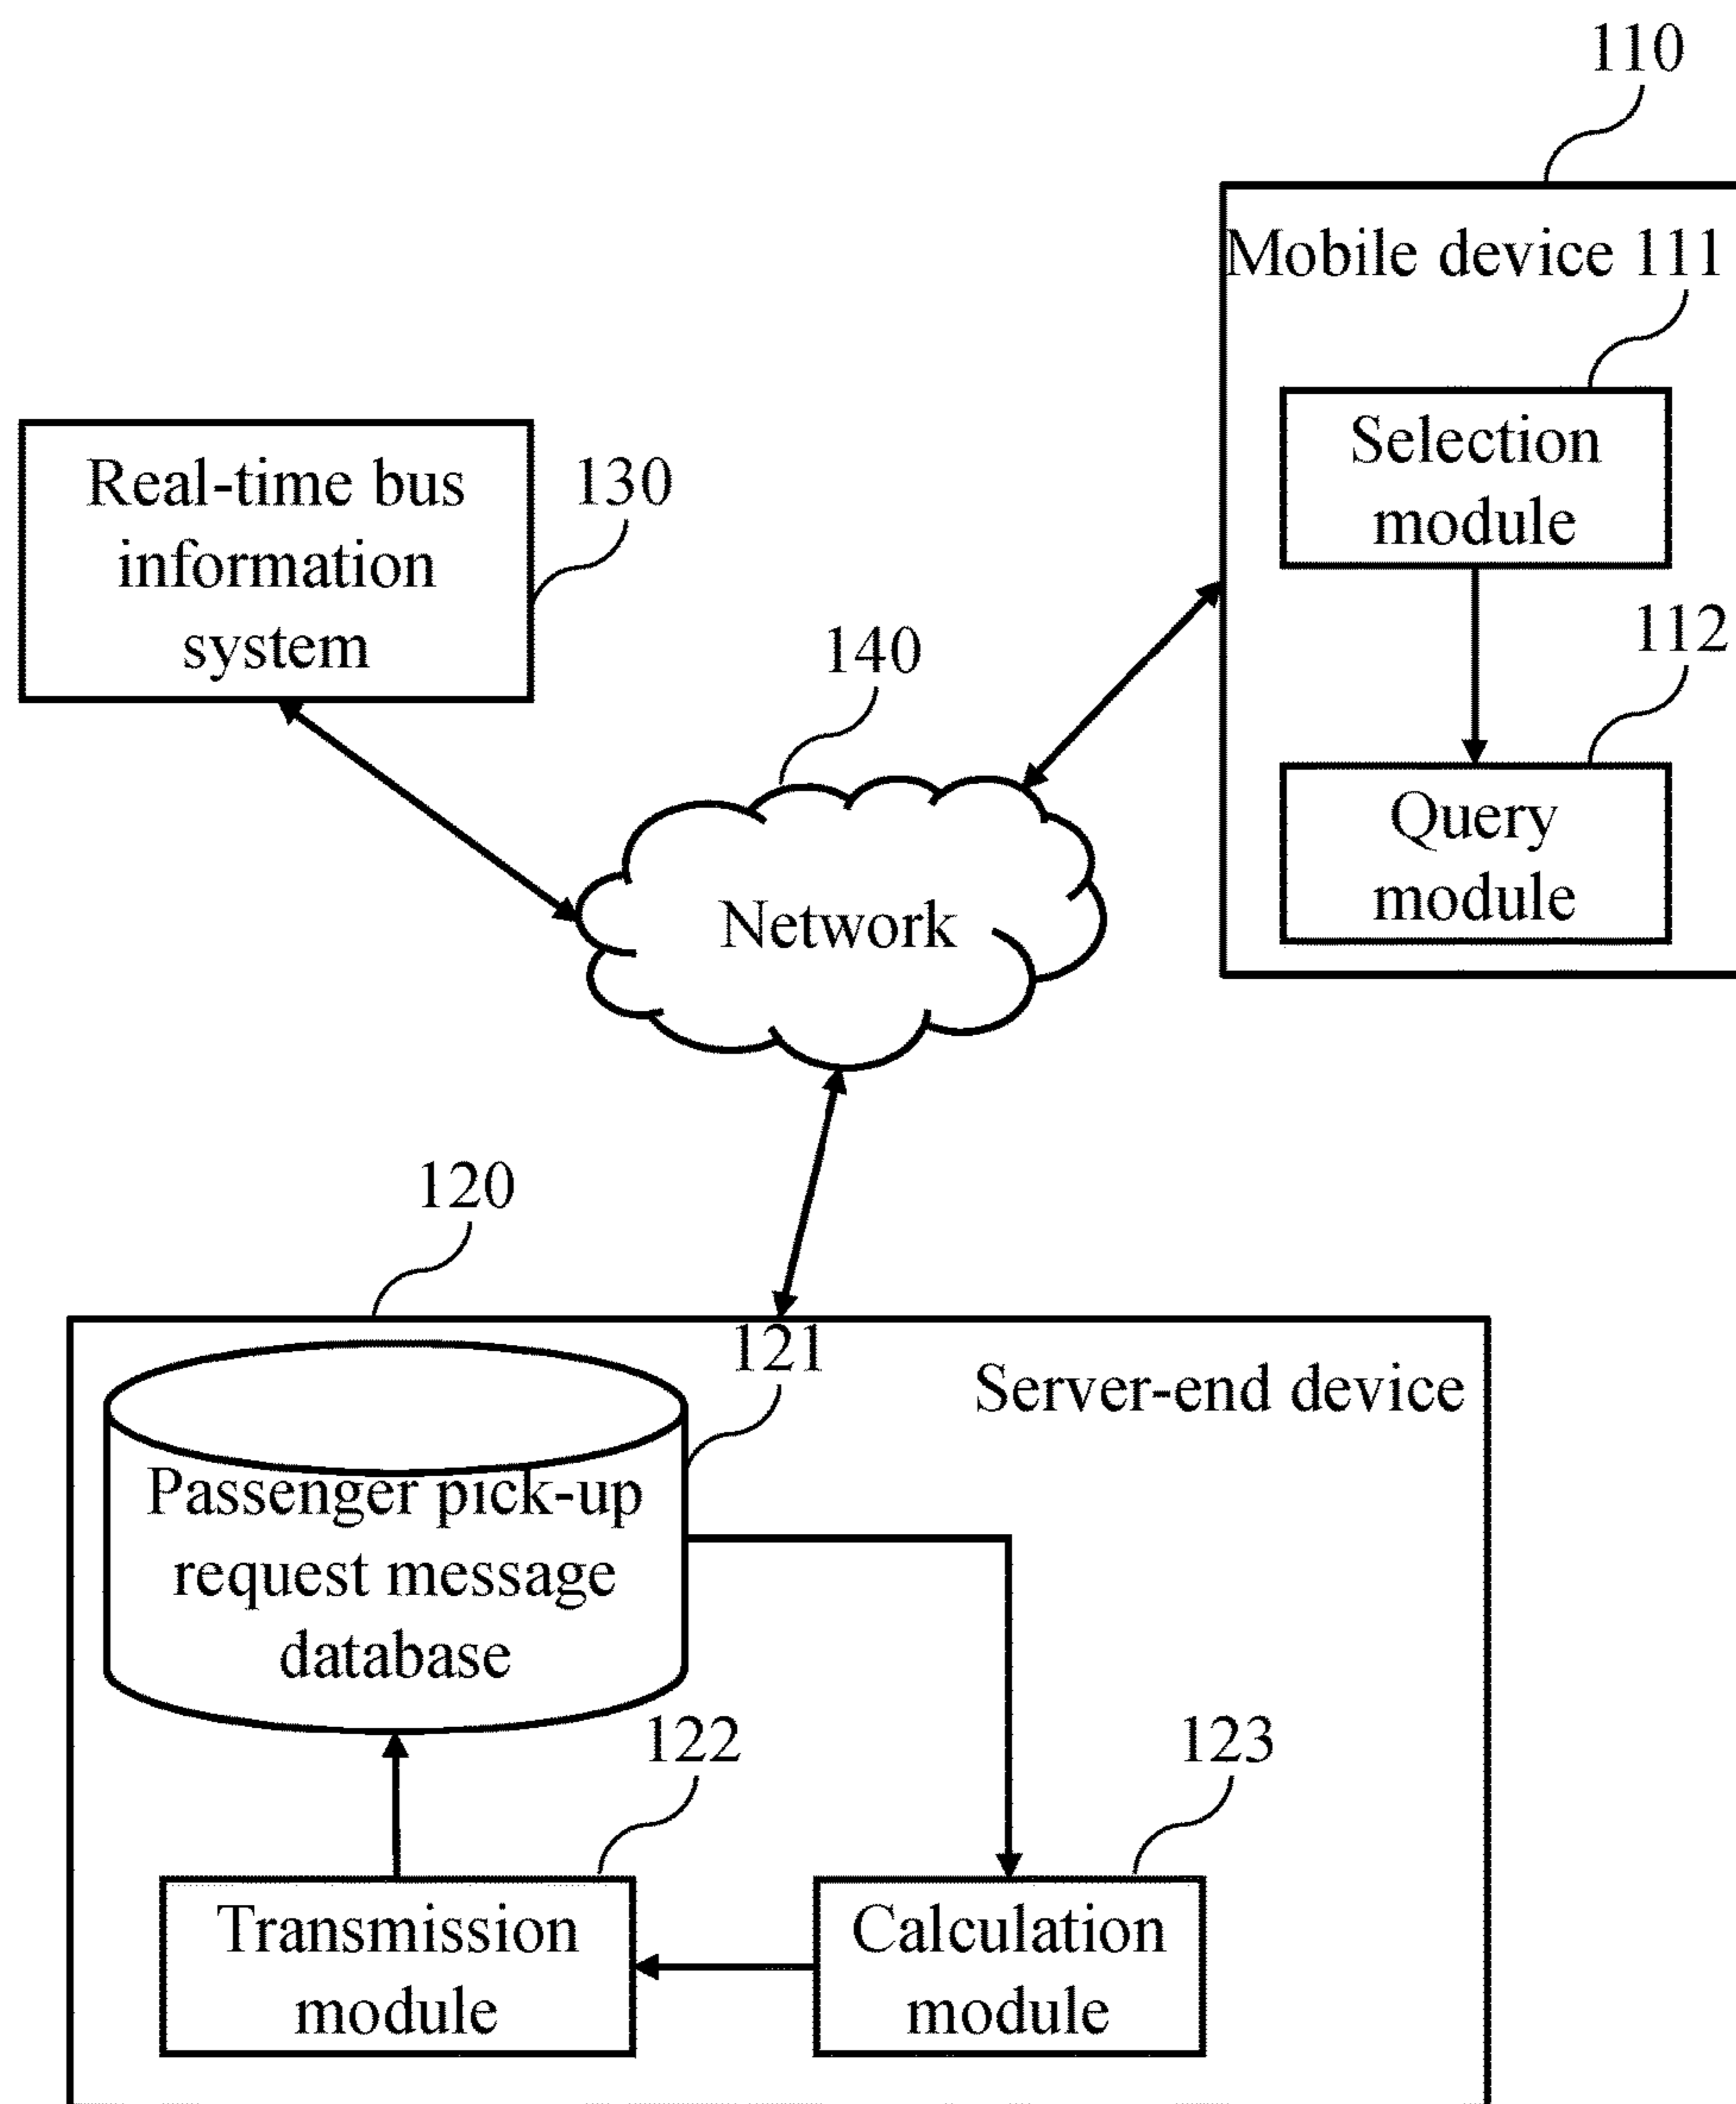 110
Mobile device 111
Selection
module
112
Query
module
Real-time bus
information
system
130
140
Network
120
121
Server-end device
Passenger pick-up
request message
database
122
123
Transmission
module
Calculation
module